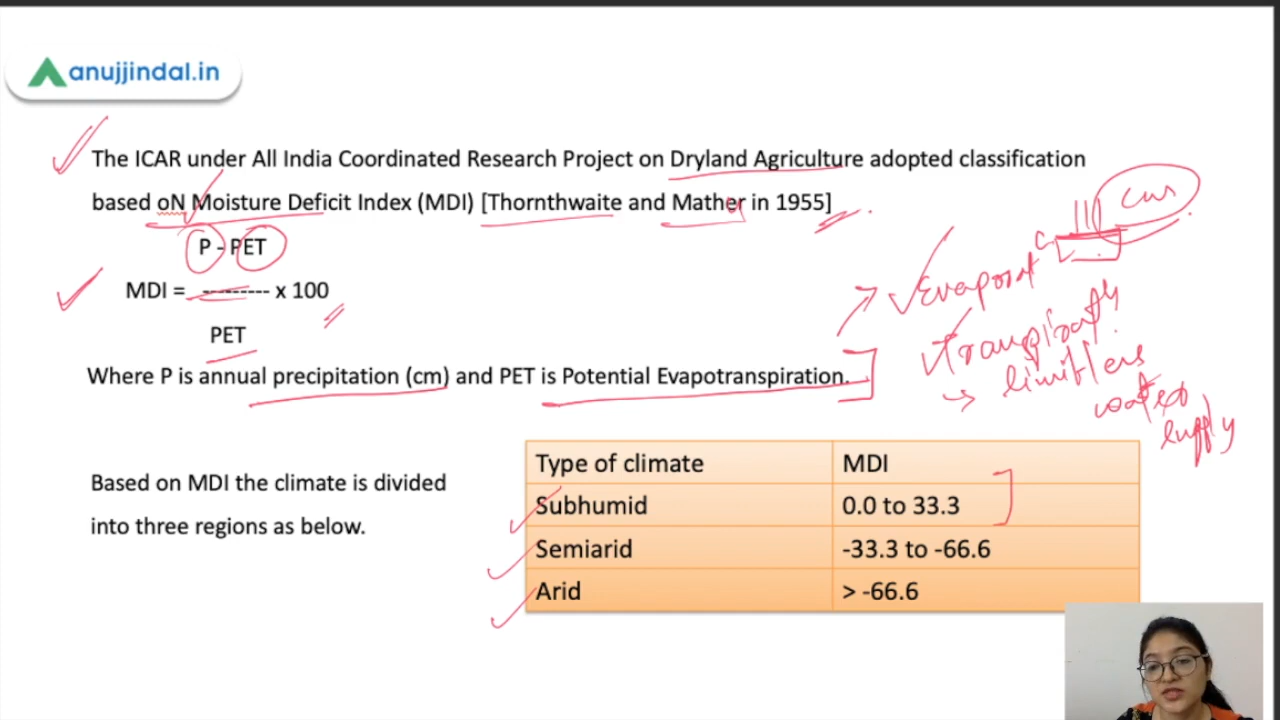 anujjindal.in
The ICAR under All India Coordinated Research Project on Dryland Agriculture adopted classification
based oN Moisture Deficit Index (MDI) [Thornthwaite and Mather in 1955]
P - PET
MDI = --------- x 100
PET
Where P is annual precipitation (cm) and PET is Potential Evapotranspiration.
Evaporat
water
supply
Based on MDI the climate is divided
into three regions as below.
Type of climate MDI
Subhumid 0.0 to 33.3
Semiarid -33.3 to -66.6
Arid > -66.6